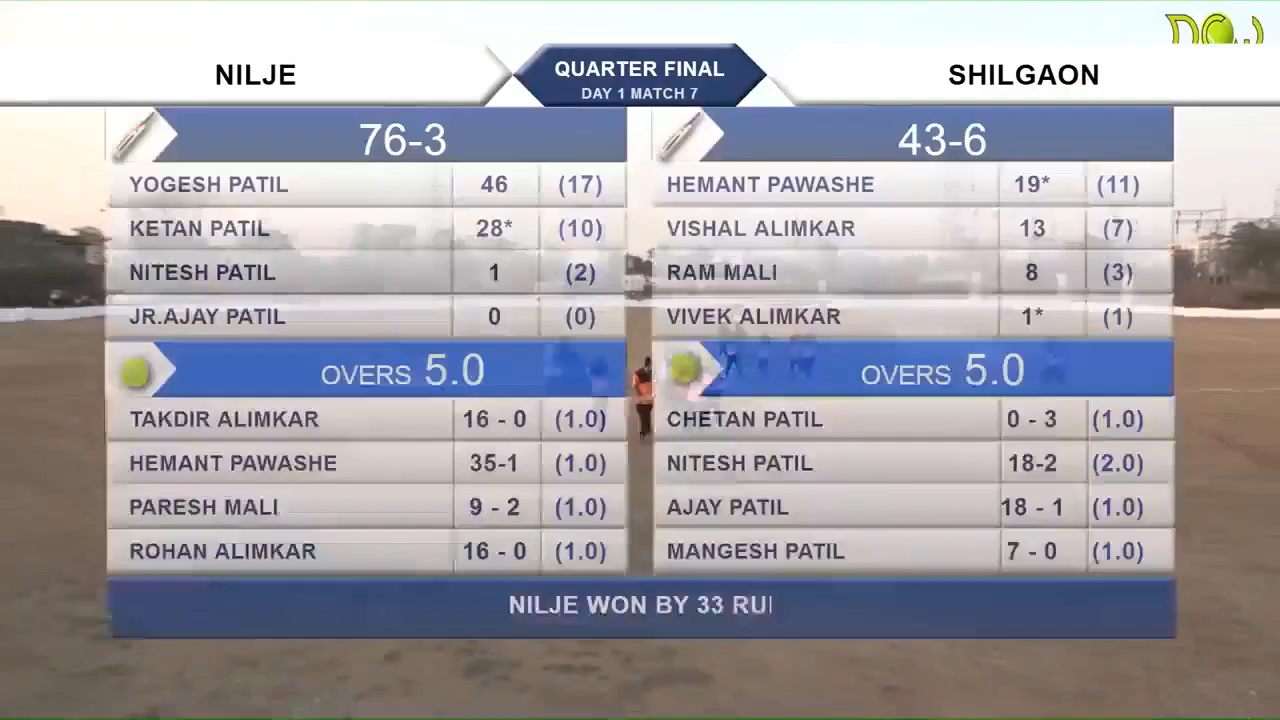 DCW
NILJE
QUARTER FINAL
DAY 1 MATCH 7
SHILGAON
76-3
YOGESH PATIL 46 (17)
KETAN PATIL 28* (10)
NITESH PATIL 1 (2)
JR.AJAY PATIL 0 (0)
OVERS 5.0
TAKDIR ALIMKAR 16 - 0 (1.0)
HEMANT PAWASHE 35-1 (1.0)
PARESH MALI 9 - 2 (1.0)
ROHAN ALIMKAR 16 - 0 (1.0)
43-6
HEMANT PAWASHE 19* (11)
VISHAL ALIMKAR 13 (7)
RAM MALI 8 (3)
VIVEK ALIMKAR 1* (1)
OVERS 5.0
CHETAN PATIL 0 - 3 (1.0)
NITESH PATIL 18-2 (2.0)
AJAY PATIL 18 - 1 (1.0)
MANGESH PATIL 7 - 0 (1.0)
NILJE WON BY 33